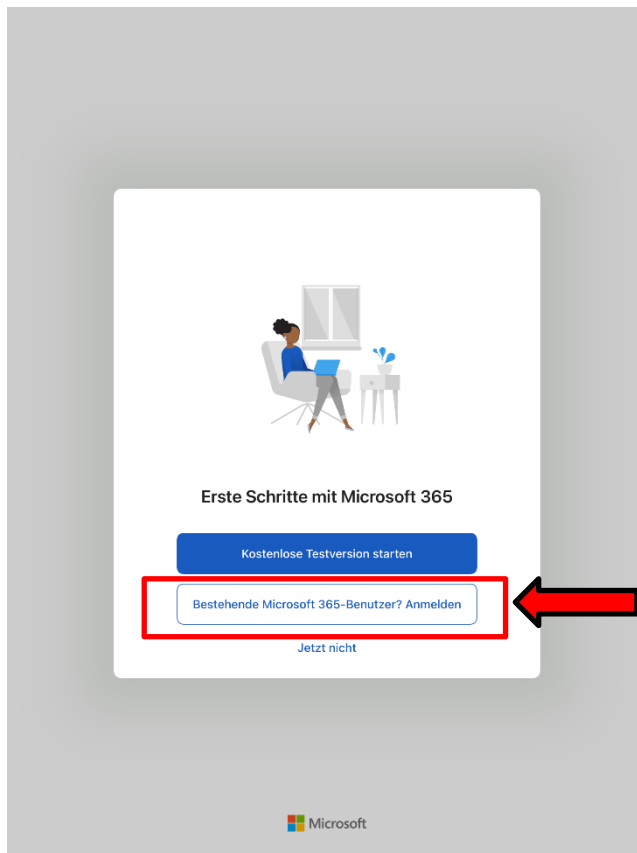 Erste Schritte mit Microsoft 365
Kostenlose Testversion starten
Bestehende Microsoft 365-Benutzer? Anmelden
Jetzt nicht
Microsoft